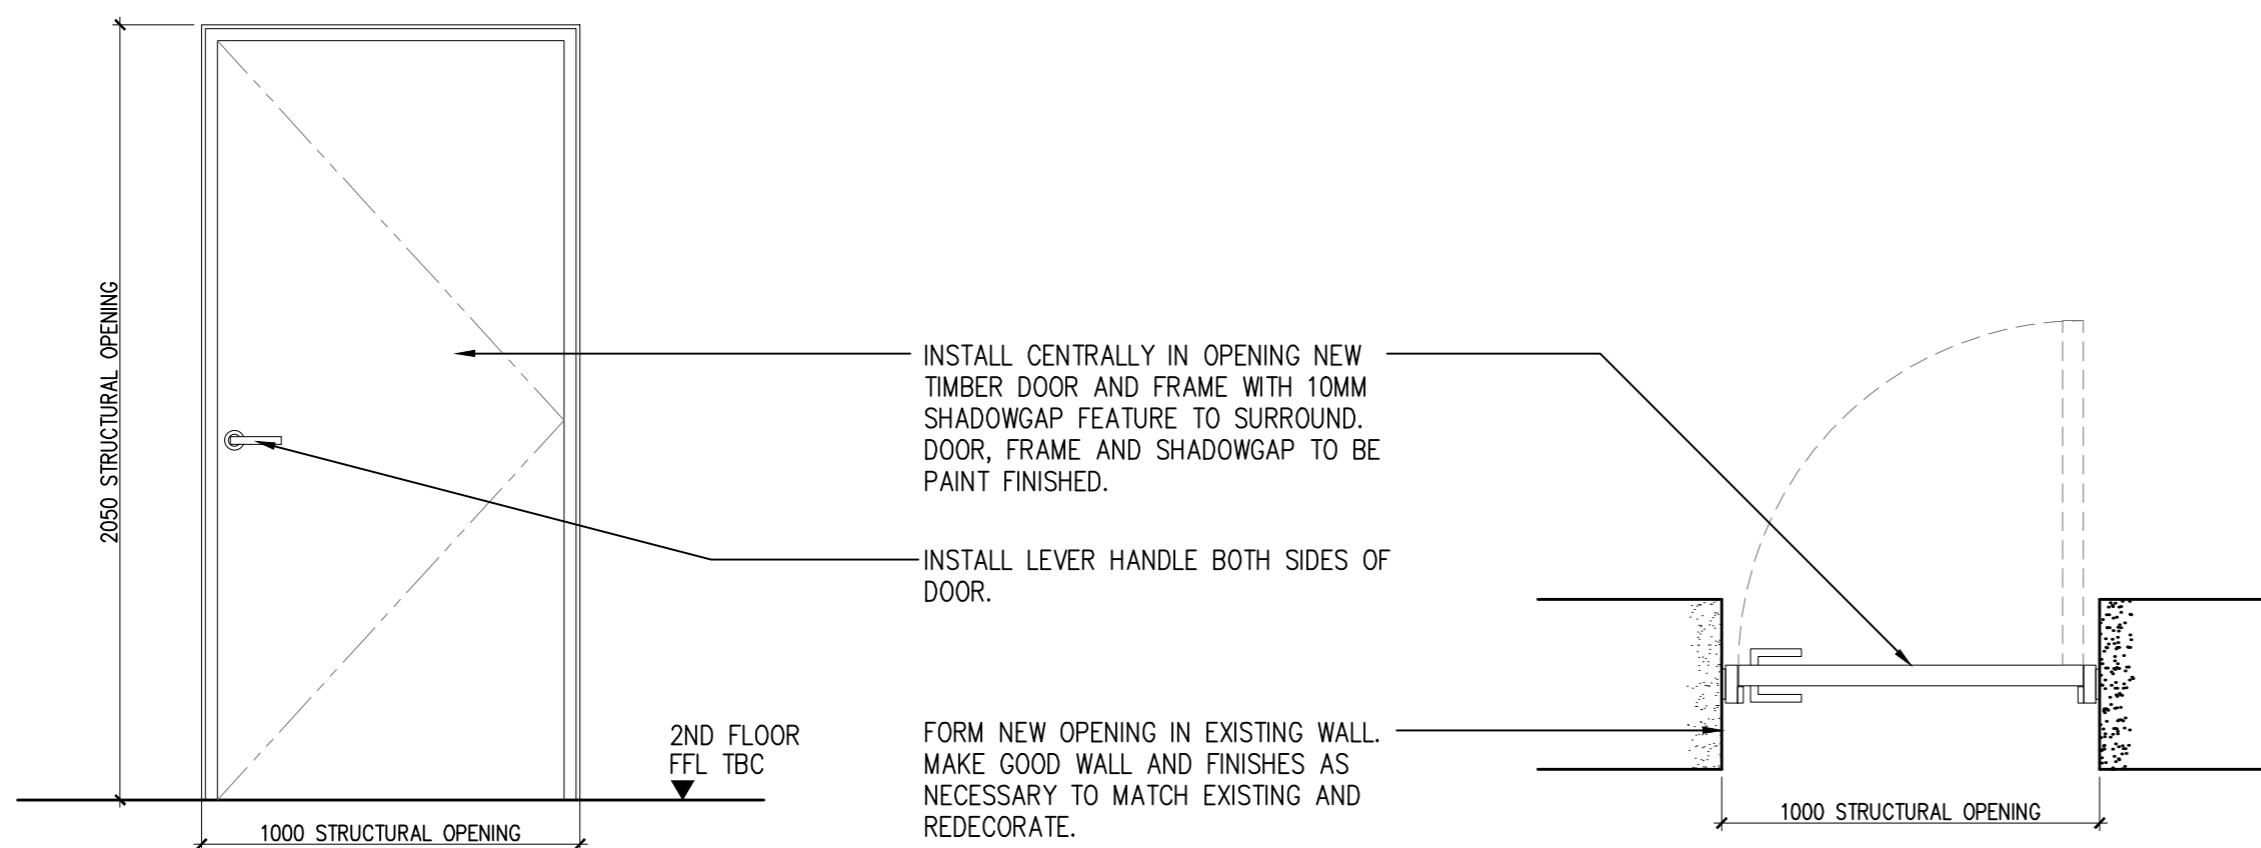 2050 STRUCTURAL OPENING
INSTALL CENTRALLY IN OPENING NEW
TIMBER DOOR AND FRAME WITH 10MM
SHADOWGAP FEATURE TO SURROUND.
DOOR, FRAME AND SHADOWGAP TO BE
PAINT FINISHED.
INSTALL LEVER HANDLE BOTH SIDES OF
DOOR.
2ND FLOOR
FFL TBC
FORM NEW OPENING IN EXISTING WALL.
MAKE GOOD WALL AND FINISHES AS
NECESSARY TO MATCH EXISTING AND
REDECORATE.
1000 STRUCTURAL OPENING
1000 STRUCTURAL OPENING